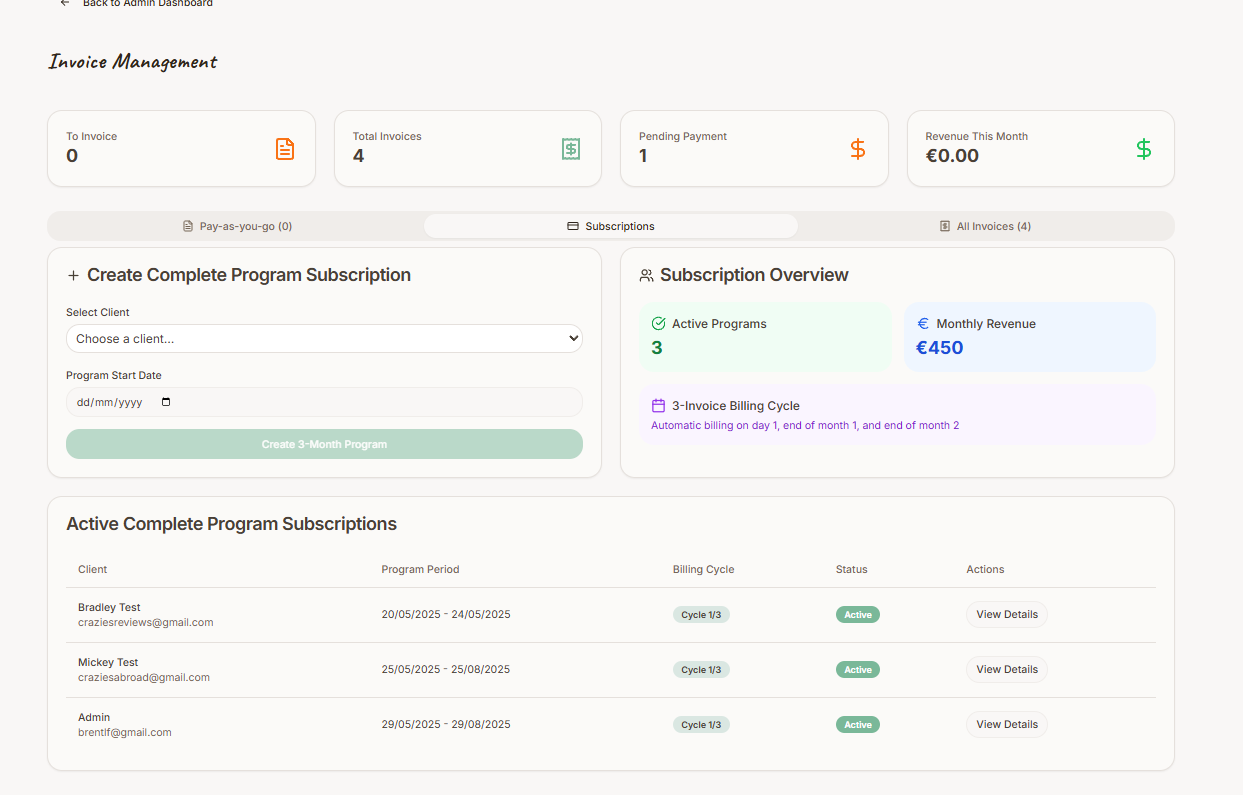 Back to Admin Dashboard
Invoice Management
To Invoice
0
Total Invoices
4
Pending Payment
1
Revenue This Month
€0.00
Pay-as-you-go (0)
Subscriptions
All Invoices (4)
Create Complete Program Subscription
Select Client
Choose a client...
Program Start Date
dd/mm/yyyy
Create 3-Month Program
Subscription Overview
Active Programs
3
Monthly Revenue
€450
3-Invoice Billing Cycle
Automatic billing on day 1, end of month 1, and end of month 2
Active Complete Program Subscriptions
Client Program Period Billing Cycle Status Actions
Bradley Test
craziesreviews@gmail.com
20/05/2025 - 24/05/2025 Cycle 1/3 Active View Details
Mickey Test
craziesabroad@gmail.com
25/05/2025 - 25/08/2025 Cycle 1/3 Active View Details
Admin
brentlf@gmail.com
29/05/2025 - 29/08/2025 Cycle 1/3 Active View Details